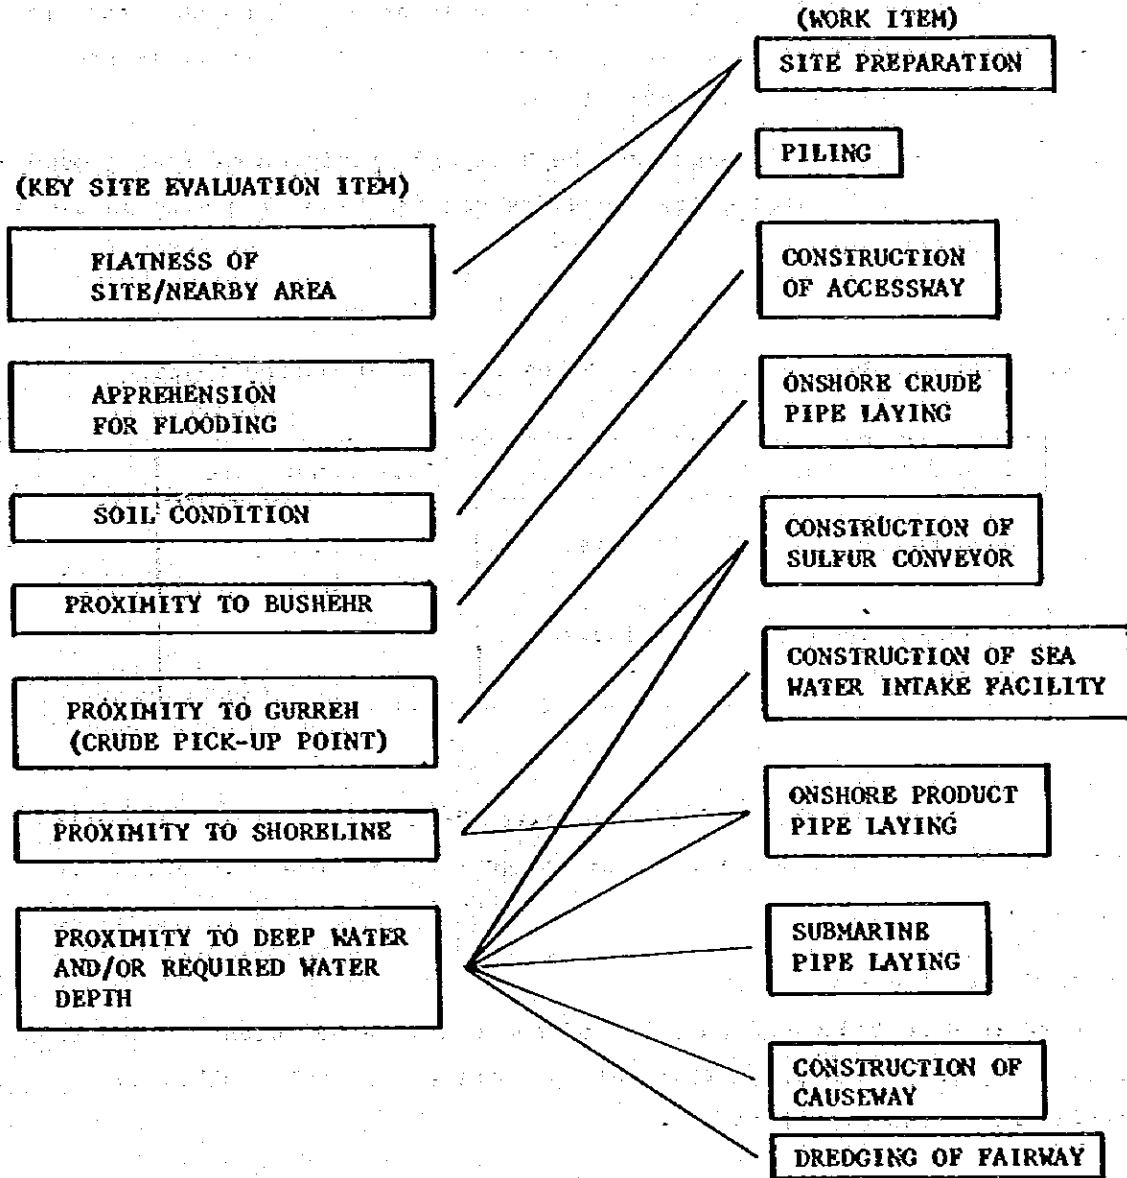 (KEY SITE EVALUATION ITEM)
FLATNESS OF
SITE/NEARBY AREA
APPREHENSION
FOR FLOODING
SOIL CONDITION
PROXIMITY TO BUSHEHR
PROXIMITY TO GURREH
(CRUDE PICK-UP POINT)
PROXIMITY TO SHORELINE
PROXIMITY TO DEEP WATER
AND/OR REQUIRED WATER
DEPTH
(WORK ITEM)
SITE PREPARATION
PILING
CONSTRUCTION
OF ACCESSWAY
ONSHORE CRUDE
PIPE LAYING
CONSTRUCTION OF
SULFUR CONVEYOR
CONSTRUCTION OF SEA
WATER INTAKE FACILITY
ONSHORE PRODUCT
PIPE LAYING
SUBMARINE
PIPE LAYING
CONSTRUCTION OF
CAUSEWAY
DREDGING OF FAIRWAY